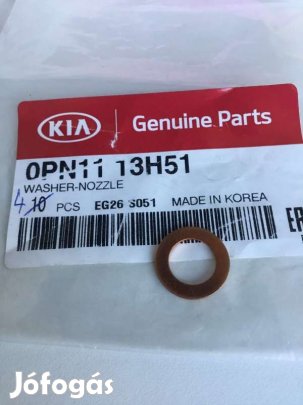 KIA Genuine Parts
0PN11 13H51
WASHER-NOZZLE
4 10 PCS EG26 S051 MADE IN KOREA
Jófogás